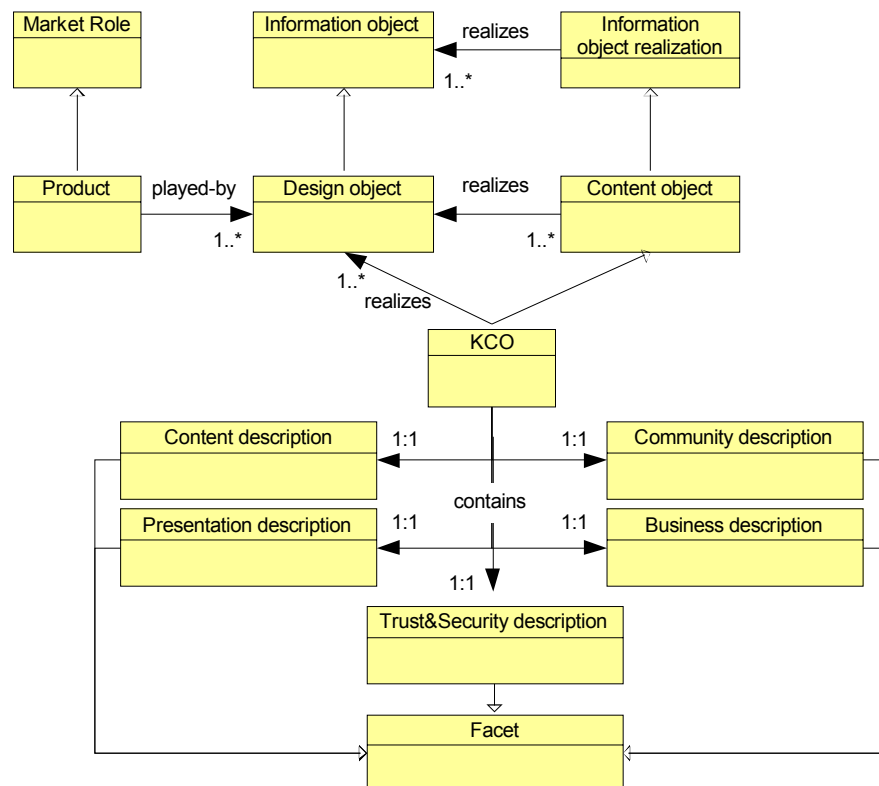 Market Role
Information object
realizes
1..*
Information
object realization
Product
played-by
1..*
Design object
realizes
1..*
Content object
1..*
realizes
KCO
Content description
1:1
1:1
Community description
contains
Presentation description
1:1
1:1
Business description
1:1
Trust&Security description
Facet